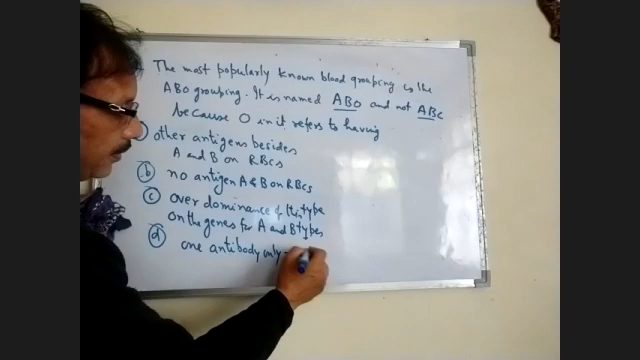 The most popularly known blood grouping is the
ABO grouping. It is named ABO and not ABC
because O in it refers to having
) other antigens besides
A and B on RBCs
(b) no antigen A & B on RBCs
(c) over dominance of this type
on the genes for A and B types
(d) one antibody only